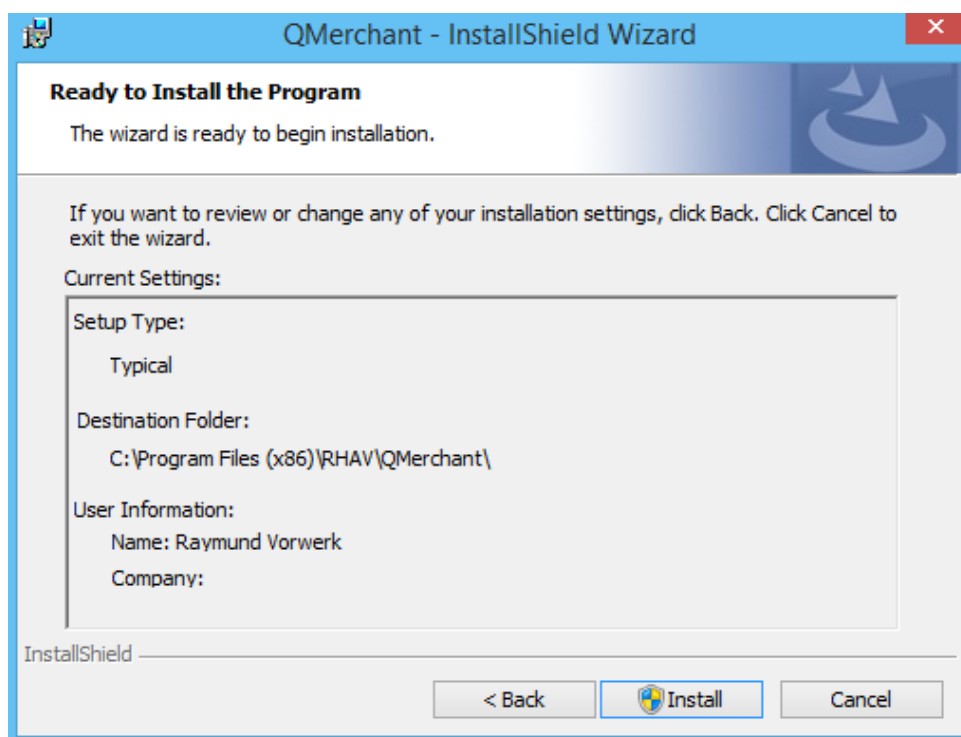 QMerchant - InstallShield Wizard
Ready to Install the Program
The wizard is ready to begin installation.
If you want to review or change any of your installation settings, click Back. Click Cancel to
exit the wizard.
Current Settings:
Setup Type:
Typical
Destination Folder:
C:\Program Files (x86)\RHAV\QMerchant\
User Information:
Name: Raymund Vorwerk
Company:
InstallShield
< Back
Install
Cancel